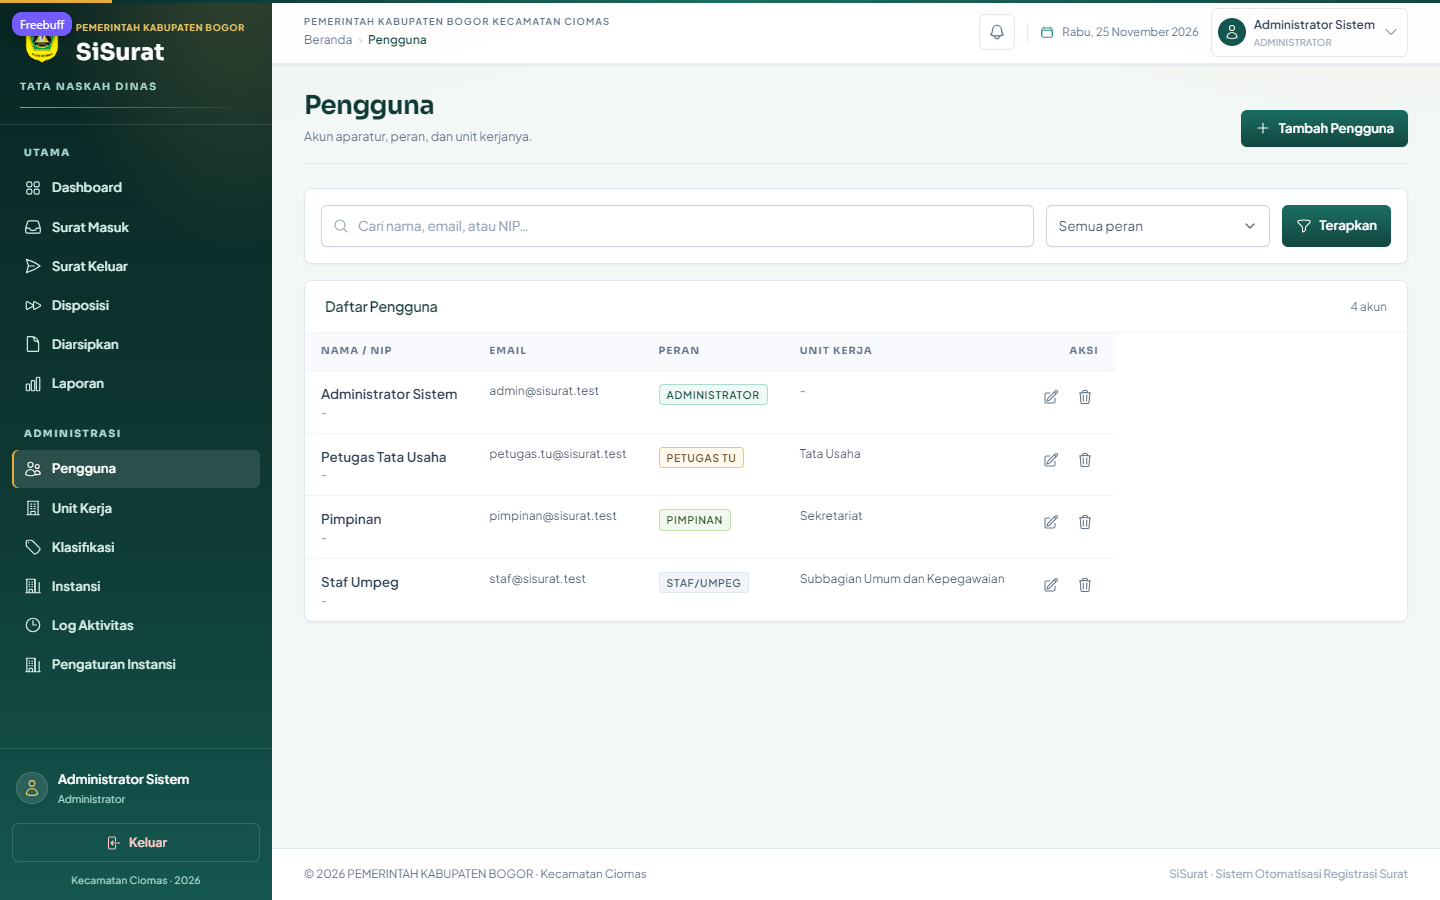 Freebuff
PEMERINTAH KABUPATEN BOGOR
SiSurat
TATA NASKAH DINAS
UTAMA
Dashboard
Surat Masuk
Surat Keluar
Disposisi
Diarsipkan
Laporan
ADMINISTRASI
Pengguna
Unit Kerja
Klasifikasi
Instansi
Log Aktivitas
Pengaturan Instansi
Administrator Sistem
Administrator
Keluar
Kecamatan Ciomas · 2026
PEMERINTAH KABUPATEN BOGOR KECAMATAN CIOMAS
Beranda › Pengguna
Rabu, 25 November 2026
Administrator Sistem
ADMINISTRATOR
Pengguna
Akun aparatur, peran, dan unit kerjanya.
Tambah Pengguna
Cari nama, email, atau NIP...
Semua peran
Terapkan
Daftar Pengguna
4 akun
NAMA / NIP EMAIL PERAN UNIT KERJA AKSI
Administrator Sistem admin@sisurat.test ADMINISTRATOR -
-
Petugas Tata Usaha petugas.tu@sisurat.test PETUGAS TU Tata Usaha
-
Pimpinan pimpinan@sisurat.test PIMPINAN Sekretariat
-
Staf Umpeg staf@sisurat.test STAF/UMPEG Subbagian Umum dan Kepegawaian
-
© 2026 PEMERINTAH KABUPATEN BOGOR · Kecamatan Ciomas
SiSurat · Sistem Otomatisasi Registrasi Surat